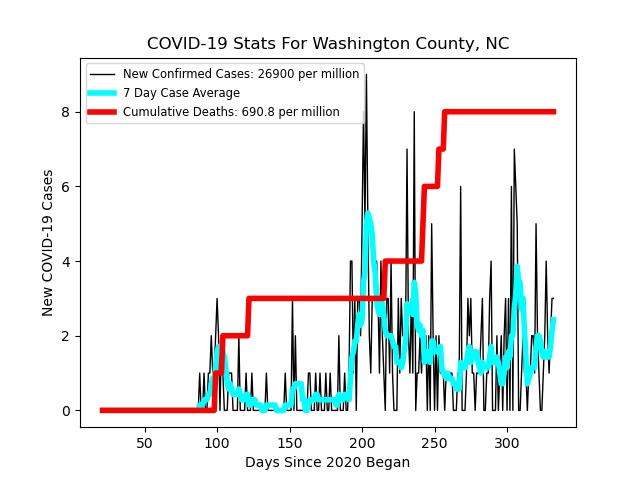 COVID-19 Stats For Washington County, NC
New Confirmed Cases: 26900 per million
7 Day Case Average
Cumulative Deaths: 690.8 per million
New COVID-19 Cases
8
6
4
2
0
50 100 150 200 250 300
Days Since 2020 Began